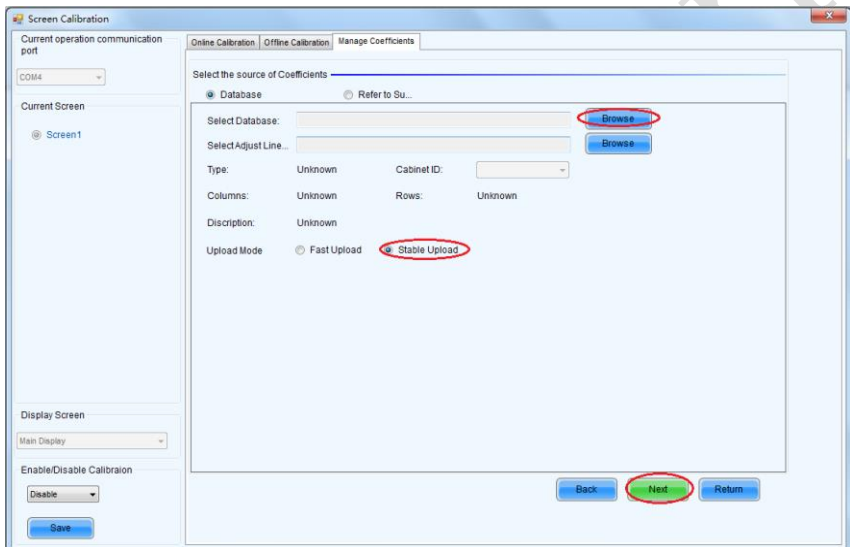 Screen Calibration
Current operation communication
port
COM4
Current Screen
Screen1
Display Screen
Main Display
Enable/Disable Calibraion
Disable
Save
Online Calibration Offline Calibration Manage Coefficients
Select the source of Coefficients
Database Refer to Su...
Select Database: Browse
Select Adjust Line... Browse
Type: Unknown Cabinet ID:
Columns: Unknown Rows: Unknown
Discription: Unknown
Upload Mode Fast Upload Stable Upload
Back Next Return